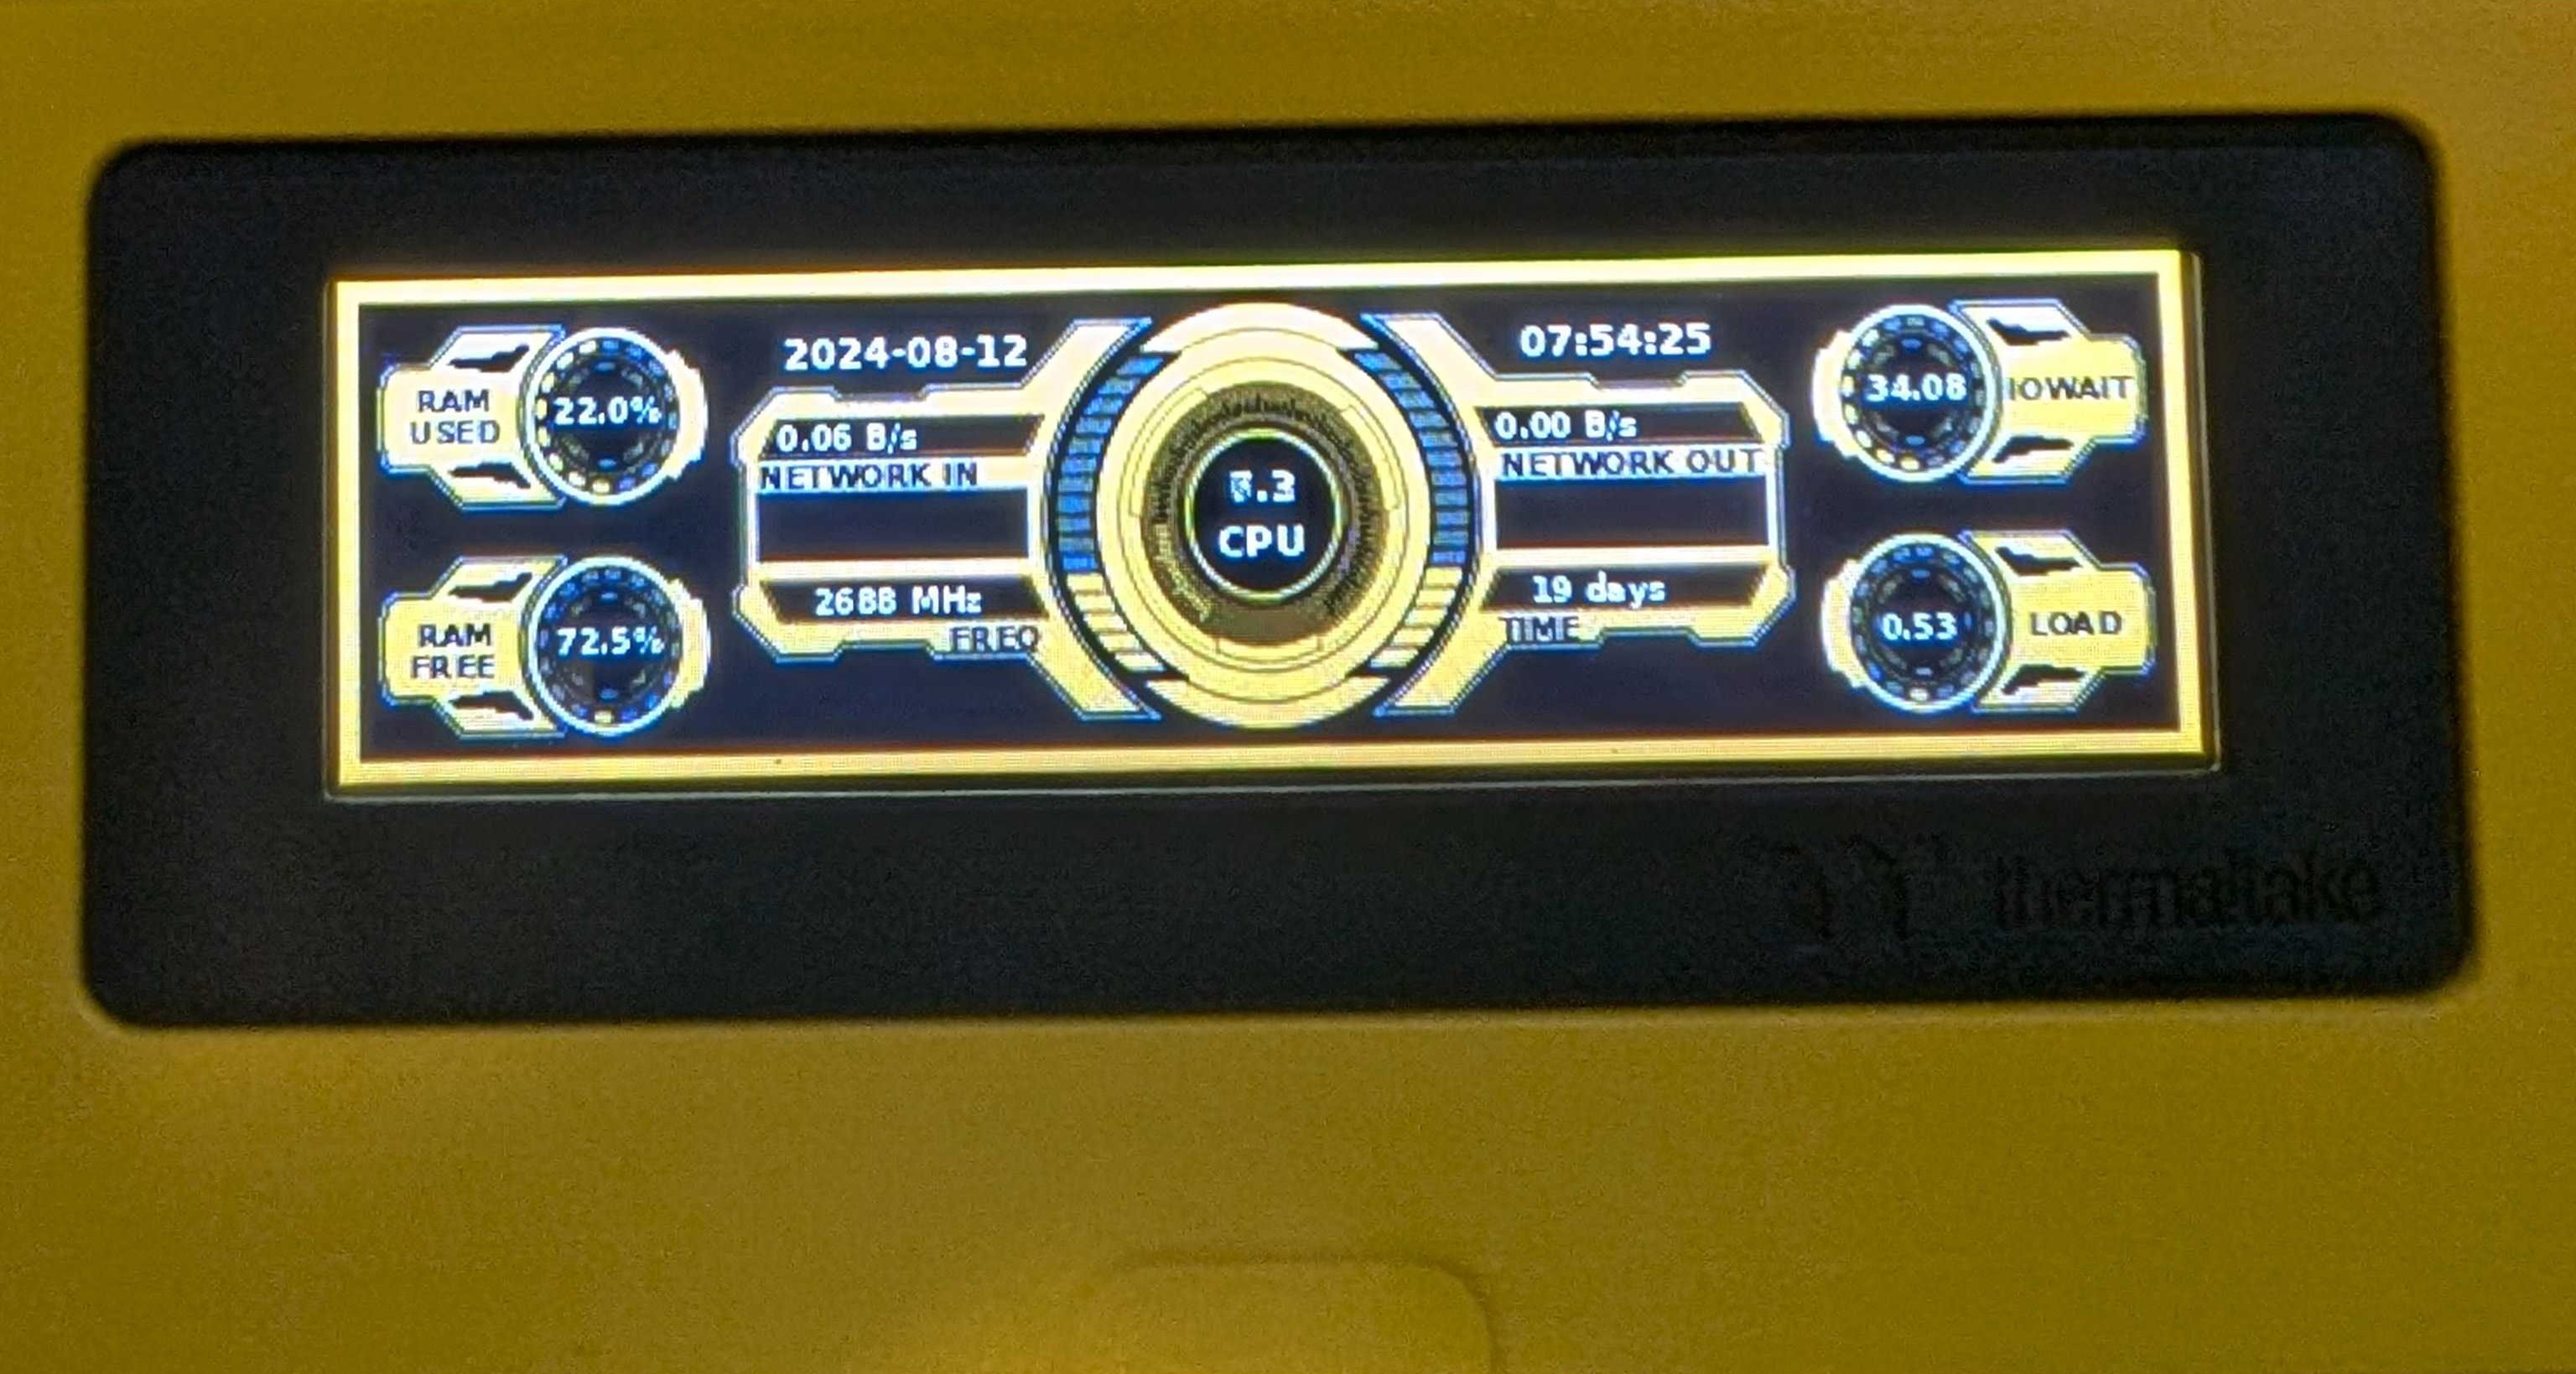 RAM
USED
22.0%
2024-08-12
0.06 B/s
NETWORK IN
CPU
07:54:25
0.00 B/s
NETWORK OUT
34.08
IOWAIT
RAM
FREE
72.5%
2688 MHz
FREQ
19 days
TIME
0.53
LOAD
thermaltake